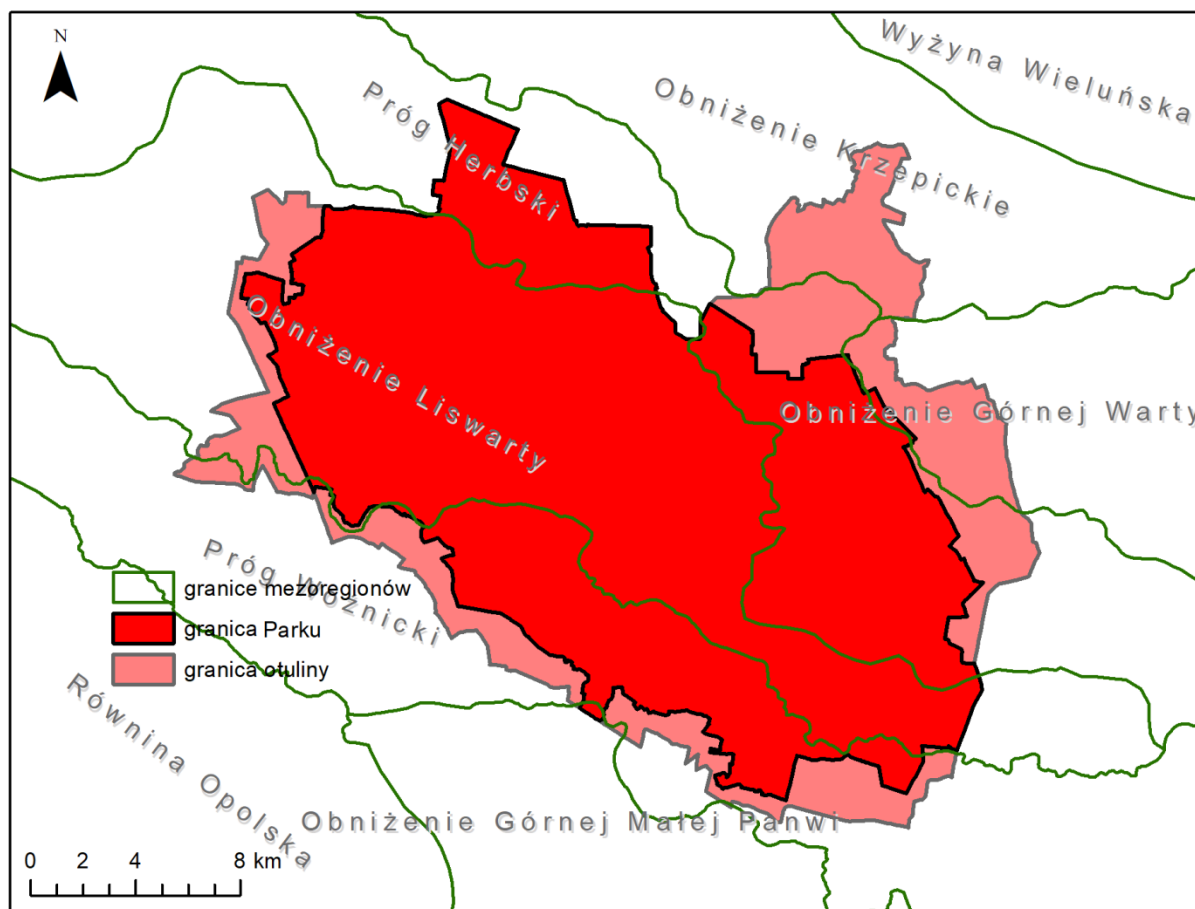 N
Wyżyna Wieluńska
Obniżenie Krzepickie
Próg Herbski
Obniżenie Liswarty
Obniżenie Górnej Warty
Próg Woźnicki
granice mezoregionów
granica Parku
granica otuliny
Równina Opolska
Obniżenie Górnej Małej Panwi
0 2 4 8 km